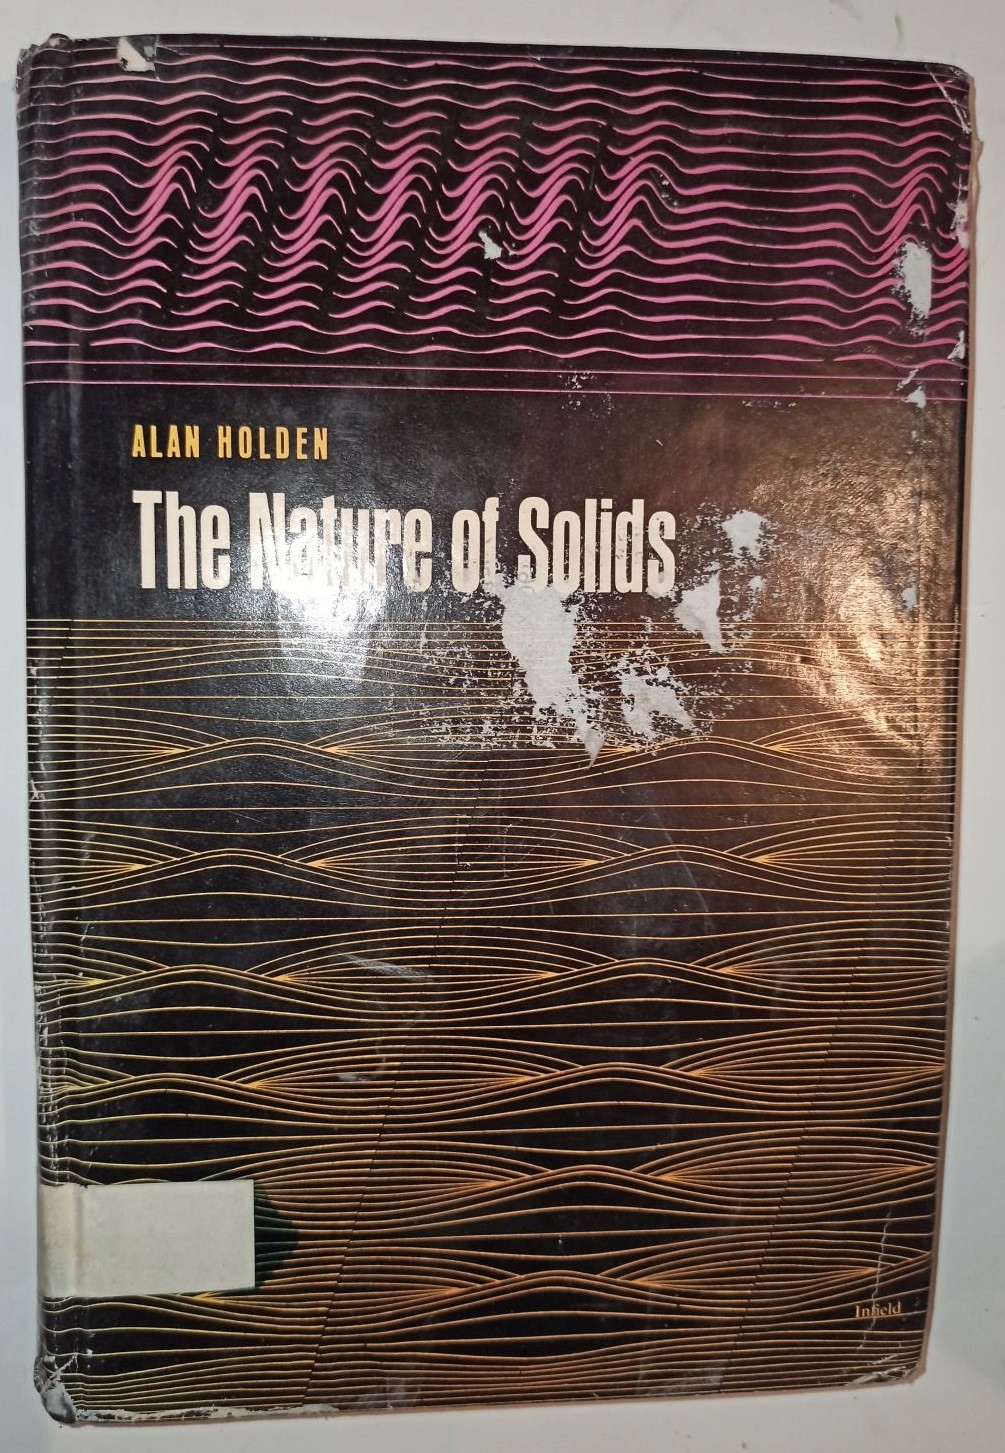 ALAN HOLDEN
The Nature of Solids
Infield